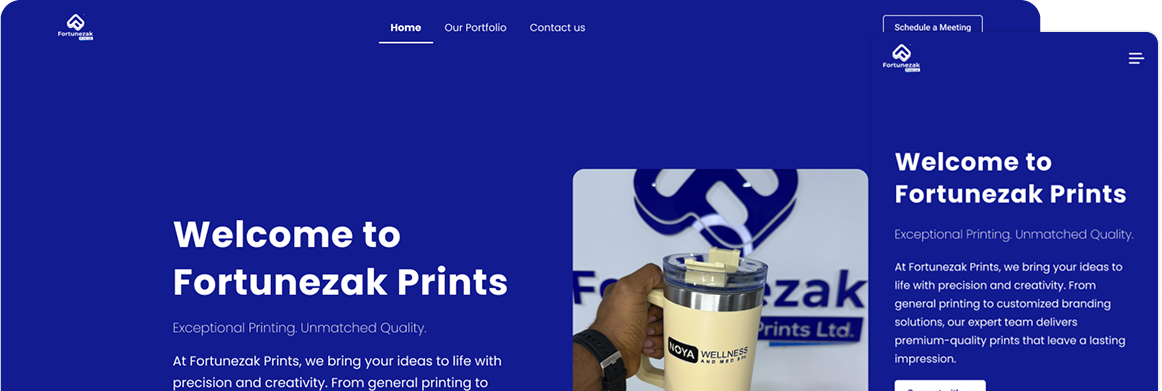 Fortunezak
Home
Our Portfolio
Contact us
Schedule a Meeting
Welcome to
Fortunezak Prints
Exceptional Printing. Unmatched Quality.
At Fortunezak Prints, we bring your ideas to life with
precision and creativity. From general printing to
zak
Prints Ltd.
NOYA WELLNESS
AND MED SPA
Fortunezak
Welcome to
Fortunezak Prints
Exceptional Printing. Unmatched Quality.
At Fortunezak Prints, we bring your ideas to
life with precision and creativity. From
general printing to customized branding
solutions, our expert team delivers
premium-quality prints that leave a lasting
impression.